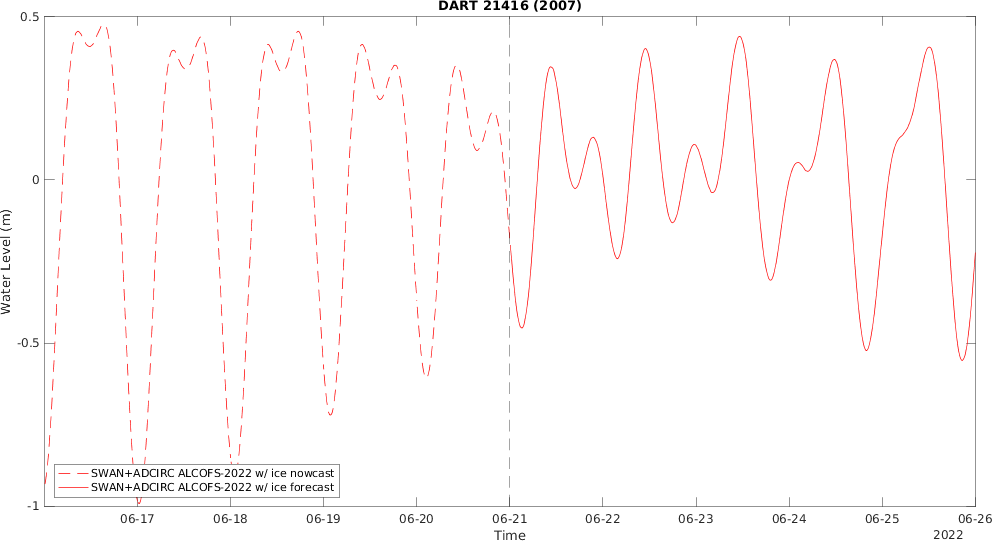 DART 21416 (2007)
0.5
0
-0.5
-1
Water Level (m)
SWAN+ADCIRC ALCOFS-2022 w/ ice nowcast
SWAN+ADCIRC ALCOFS-2022 w/ ice forecast
06-17 06-18 06-19 06-20 06-21 06-22 06-23 06-24 06-25 06-26
Time
2022